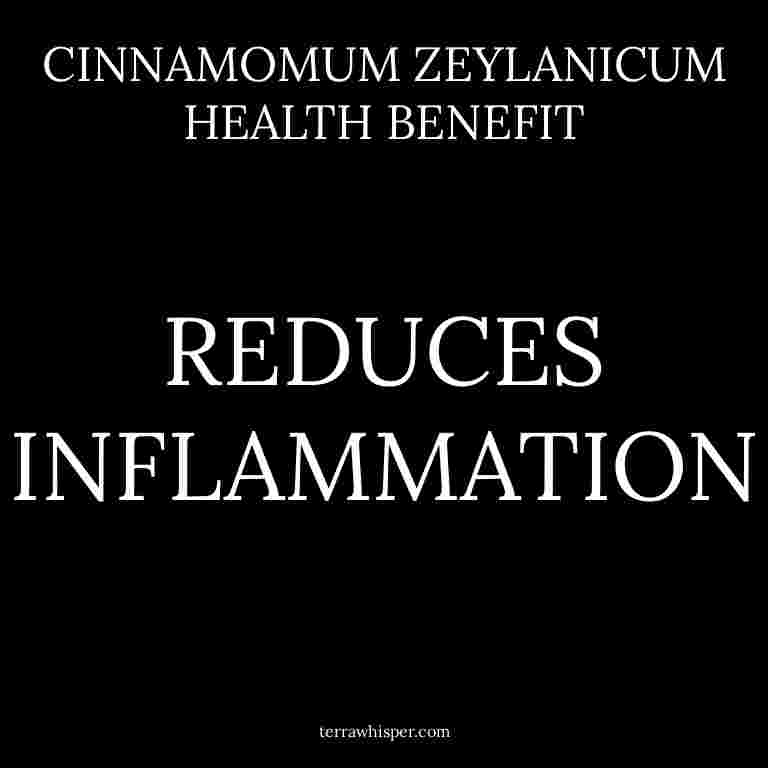 CINNAMOMUM ZEYLANICUM
HEALTH BENEFIT
REDUCES
INFLAMMATION
terrawhisper.com